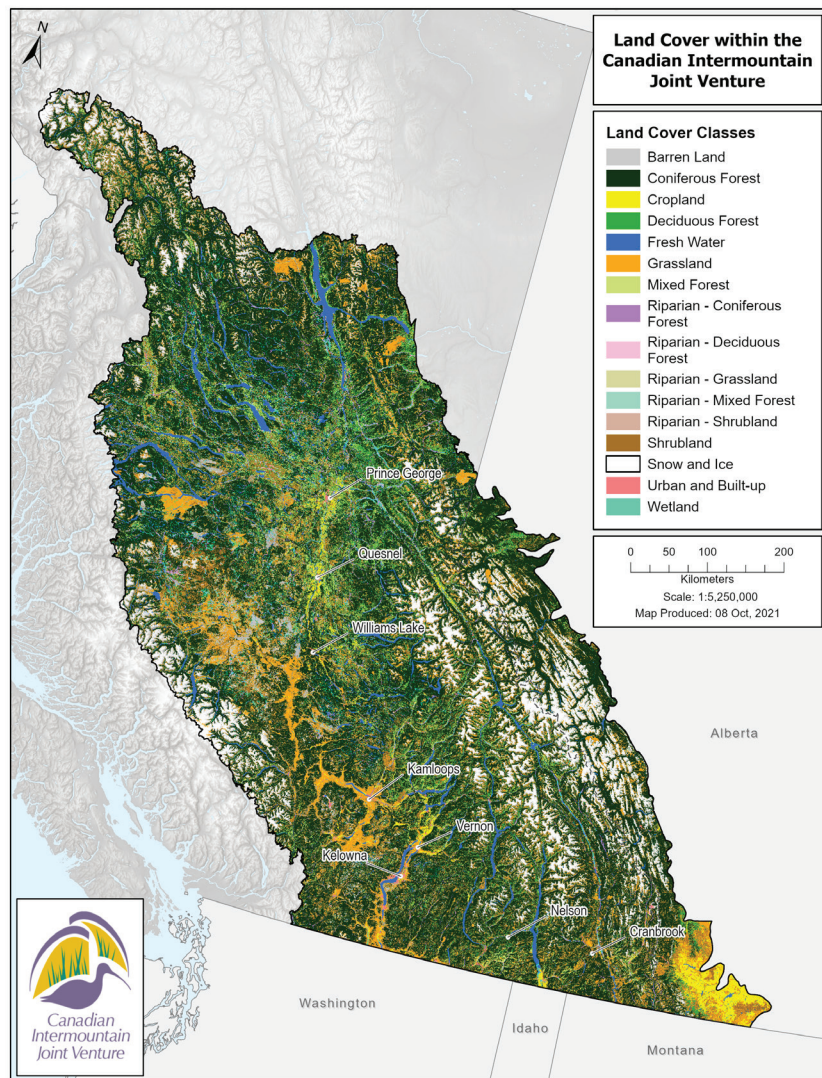 N
Land Cover within the
Canadian Intermountain
Joint Venture
Land Cover Classes
Barren Land
Coniferous Forest
Cropland
Deciduous Forest
Fresh Water
Grassland
Mixed Forest
Riparian - Coniferous
Forest
Riparian - Deciduous
Forest
Riparian - Grassland
Riparian - Mixed Forest
Riparian - Shrubland
Shrubland
Snow and Ice
Urban and Built-up
Wetland
0 50 100 200
Kilometers
Scale: 1:5,250,000
Map Produced: 08 Oct, 2021
Prince George
Quesnel
Williams Lake
Alberta
Kamloops
Vernon
Kelowna
Nelson
Cranbrook
Washington
Idaho
Montana
Canadian
Intermountain
Joint Venture